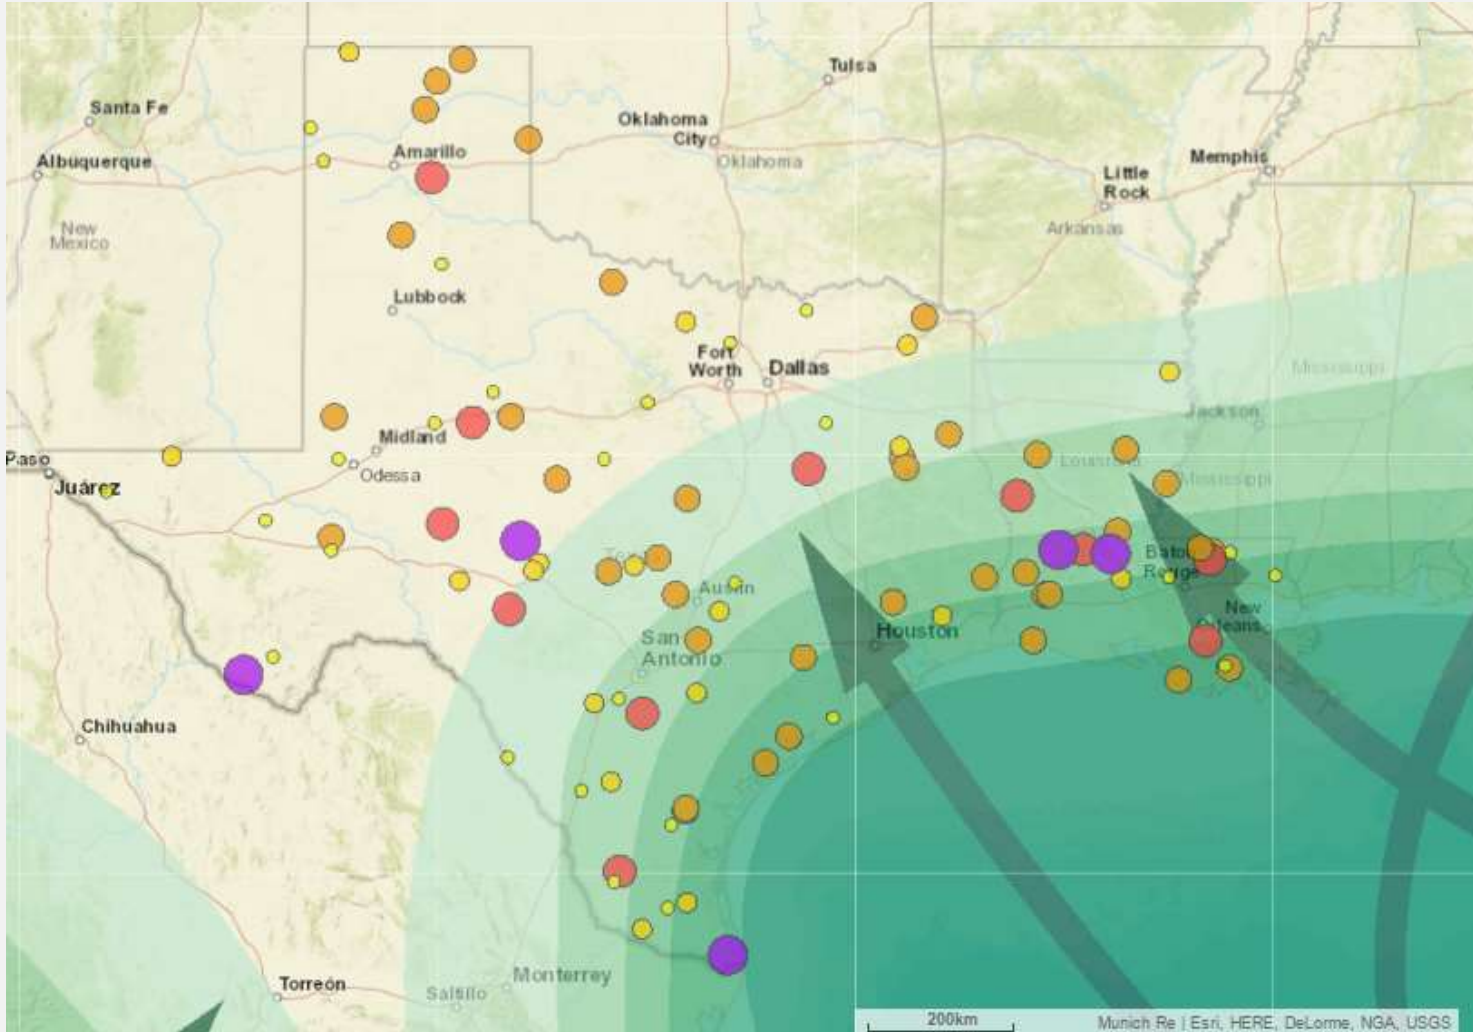 Tulsa
Santa Fe
Oklahoma
City
Oklahoma
Albuquerque
Amarillo
Memphis
Little
Rock
Arkansas
New
Mexico
Lubbock
Fort
Worth
Dallas
Mississippi
Jackson
Midland
Odessa
Paso
Juárez
Louisiana
Mississippi
Baton
Rouge
Austin
New
Orleans
Houston
San
Antonio
Chihuahua
Monterrey
Torreón
Saltillo
200km
Munich Re | Esri, HERE, DeLorme, NGA, USGS